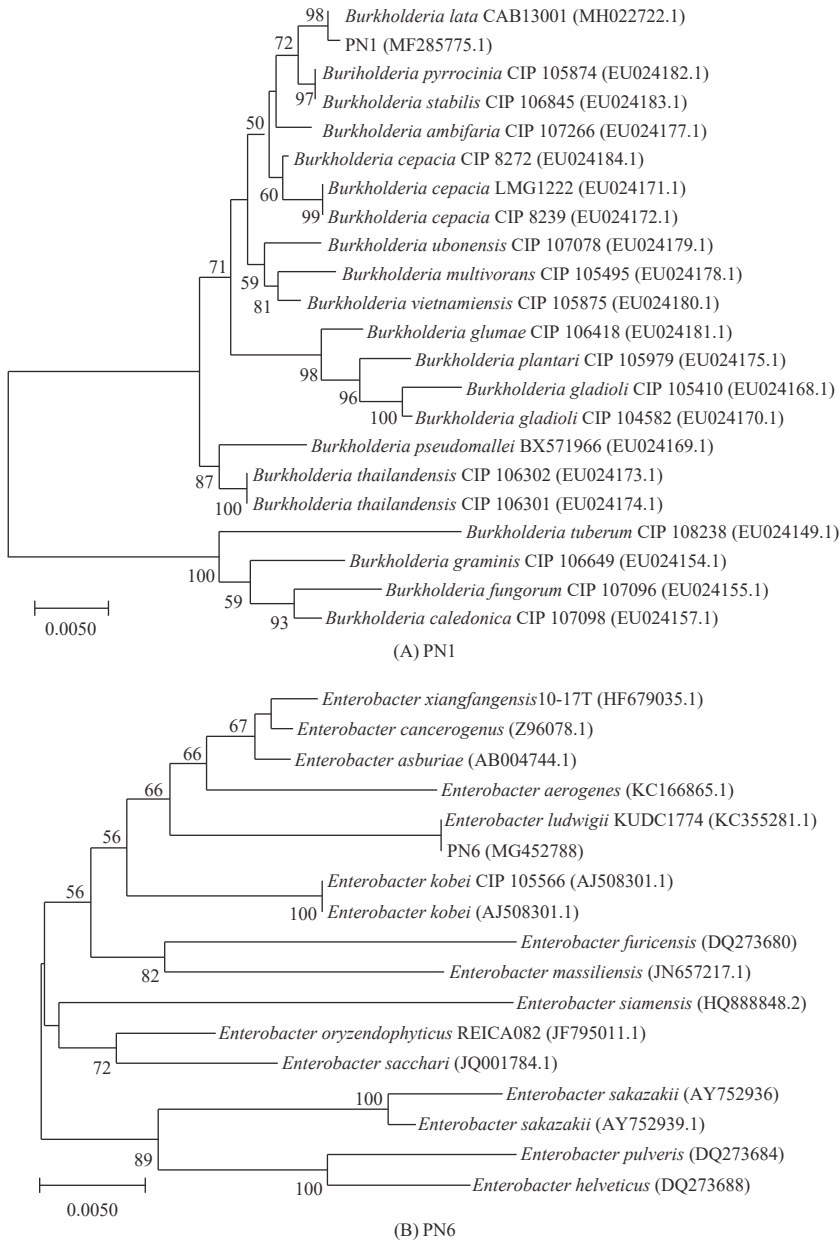 98
Burkholderia lata CAB13001 (MH022722.1)
72
PN1 (MF285775.1)
Buriholderia pyrrocinia CIP 105874 (EU024182.1)
97
Burkholderia stabilis CIP 106845 (EU024183.1)
50
Burkholderia ambifaria CIP 107266 (EU024177.1)
Burkholderia cepacia CIP 8272 (EU024184.1)
60
Burkholderia cepacia LMG1222 (EU024171.1)
99
Burkholderia cepacia CIP 8239 (EU024172.1)
Burkholderia ubonensis CIP 107078 (EU024179.1)
71
59
Burkholderia multivorans CIP 105495 (EU024178.1)
81
Burkholderia vietnamiensis CIP 105875 (EU024180.1)
Burkholderia glumae CIP 106418 (EU024181.1)
98
Burkholderia plantari CIP 105979 (EU024175.1)
96
Burkholderia gladioli CIP 105410 (EU024168.1)
100
Burkholderia gladioli CIP 104582 (EU024170.1)
Burkholderia pseudomallei BX571966 (EU024169.1)
87
Burkholderia thailandensis CIP 106302 (EU024173.1)
100
Burkholderia thailandensis CIP 106301 (EU024174.1)
Burkholderia tuberum CIP 108238 (EU024149.1)
100
Burkholderia graminis CIP 106649 (EU024154.1)
59
Burkholderia fungorum CIP 107096 (EU024155.1)
93
Burkholderia caledonica CIP 107098 (EU024157.1)
0.0050
(A) PN1
Enterobacter xiangfangensis10-17T (HF679035.1)
67
Enterobacter cancerogenus (Z96078.1)
66
Enterobacter asburiae (AB004744.1)
66
Enterobacter aerogenes (KC166865.1)
Enterobacter ludwigii KUDC1774 (KC355281.1)
56
PN6 (MG452788)
56
Enterobacter kobei CIP 105566 (AJ508301.1)
100
Enterobacter kobei (AJ508301.1)
Enterobacter furicensis (DQ273680)
82
Enterobacter massiliensis (JN657217.1)
Enterobacter siamensis (HQ888848.2)
Enterobacter oryzendophyticus REICA082 (JF795011.1)
72
Enterobacter sacchari (JQ001784.1)
100
Enterobacter sakazakii (AY752936)
Enterobacter sakazakii (AY752939.1)
89
Enterobacter pulveris (DQ273684)
100
Enterobacter helveticus (DQ273688)
0.0050
(B) PN6